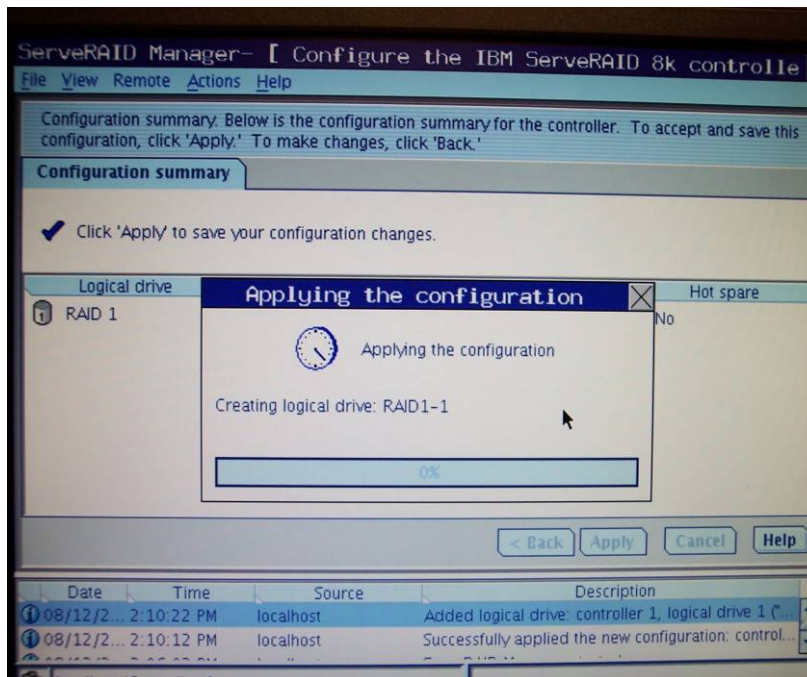 ServeRAID Manager- [ Configure the IBM ServeRAID 8k controlle
File View Remote Actions Help
Configuration summary. Below is the configuration summary for the controller. To accept and save this
configuration, click 'Apply.' To make changes, click 'Back.'
Configuration summary
Click 'Apply' to save your configuration changes.
Logical drive
Hot spare
1 RAID 1
No
Applying the configuration
Applying the configuration
Creating logical drive: RAID1-1
0%
< Back Apply Cancel Help
Date Time Source Description
08/12/2... 2:10:22 PM localhost Added logical drive: controller 1, logical drive 1 ("...
08/12/2... 2:10:12 PM localhost Successfully applied the new configuration: control...